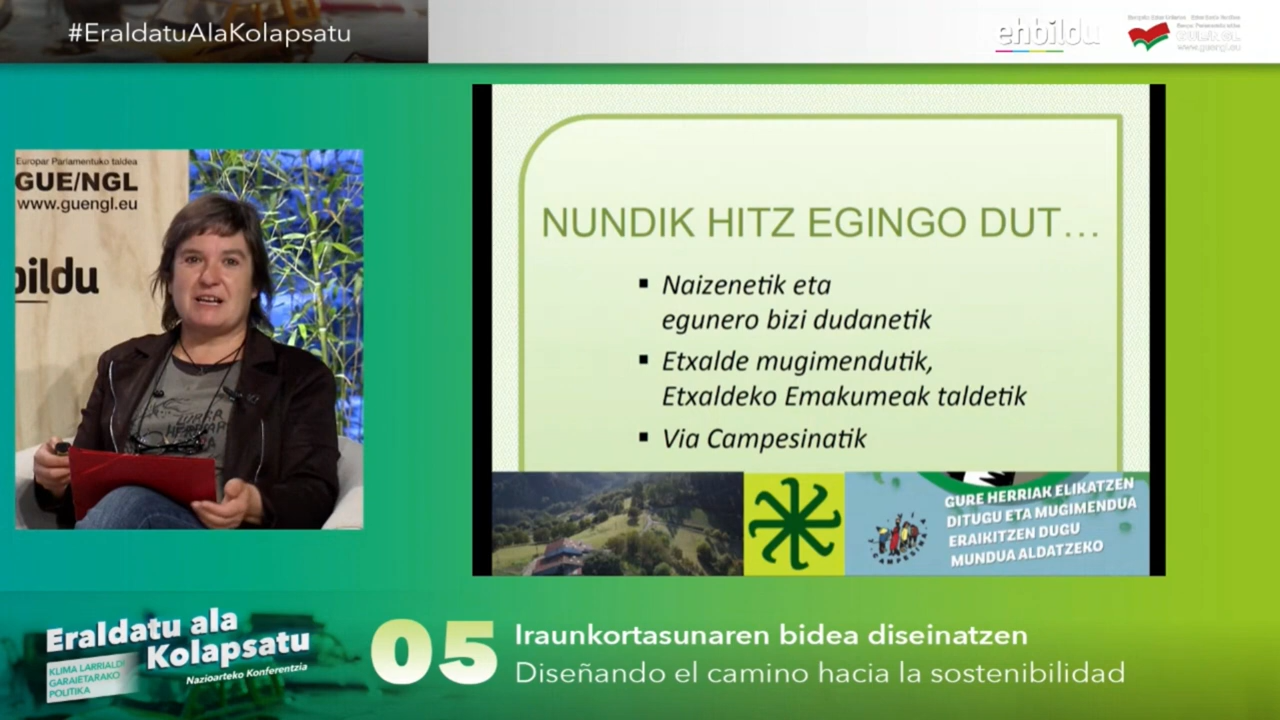 #EraldatuAlaKolapsatu
ehbildu
GUE/NGL
www.guengl.eu
Europar Parlamentuko taldea
GUE/NGL
www.guengl.eu
bildu
NUNDIK HITZ EGINGO DUT...
▪ Naizenetik eta
egunero bizi dudanetik
▪ Etxalde mugimendutik,
Etxaldeko Emakumeak taldetik
▪ Via Campesinatik
GURE HERRIAK ELIKATZEN
DITUGU ETA MUGIMENDUA
ERAIKITZEN DUGU
MUNDUA ALDATZEKO
Eraldatu ala
Kolapsatu
KLIMA LARRIALDI
GARAIETARAKO
POLITIKA
Nazioarteko Konferentzia
05
Iraunkortasunaren bidea diseinatzen
Diseñando el camino hacia la sostenibilidad